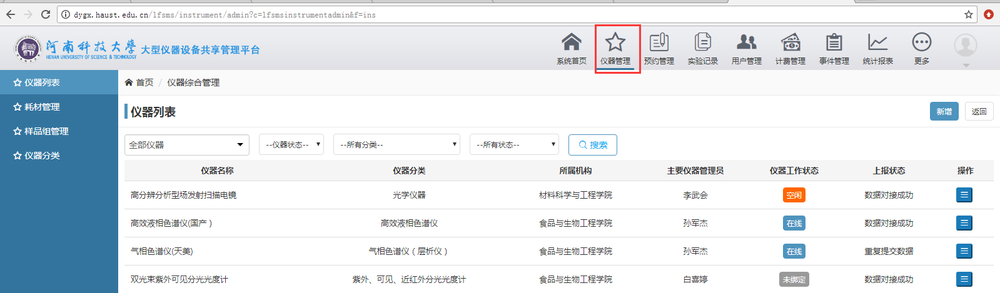 dygx.haust.edu.cn/lfsms/instrument/admin?c=lfsmsinstrumentadmin&f=ins
河南科技大學
HENAN UNIVERSITY OF SCIENCE & TECHNOLOGY
大型仪器设备共享管理平台
系统首页 仪器管理 预约管理 实验记录 用户管理 计费管理 事件管理 统计报表 更多
仪器列表
耗材管理
样品组管理
仪器分类
首页 / 仪器综合管理
仪器列表 新增 返回
全部仪器 --仪器状态-- --所有分类-- --所有状态-- 搜索
仪器名称 仪器分类 所属机构 主要仪器管理员 仪器工作状态 上报状态 操作
高分辨分析型场发射扫描电镜 光学仪器 材料科学与工程学院 李武会 空闲 数据对接成功
高效液相色谱仪(国产） 高效液相色谱仪 食品与生物工程学院 孙军杰 在线 数据对接成功
气相色谱仪(天美) 气相色谱仪（层析仪） 食品与生物工程学院 孙军杰 在线 重复提交数据
双光束紫外可见分光光度计 紫外、可见、近红外分光光度计 食品与生物工程学院 白喜婷 未绑定 数据对接成功